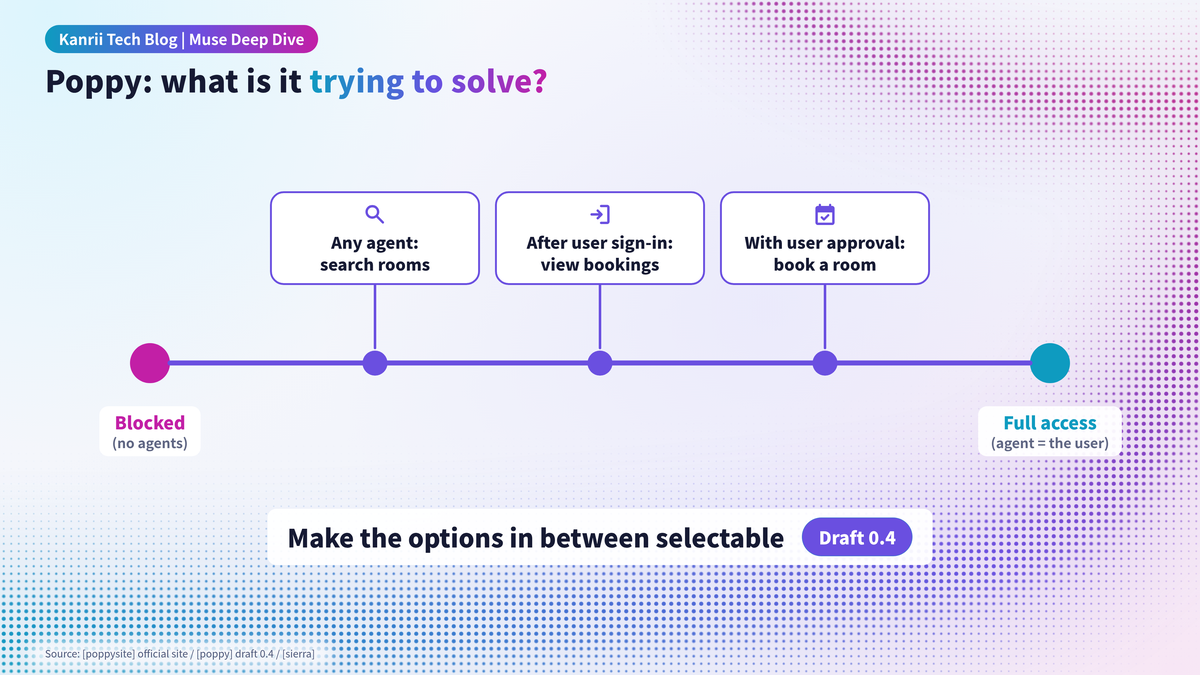 Kanrii Tech Blog | Muse Deep Dive
Poppy: what is it trying to solve?
Any agent:
search rooms
After user sign-in:
view bookings
With user approval:
book a room
Blocked
(no agents)
Full access
(agent = the user)
Make the options in between selectable
Draft 0.4
Source: [poppysite] official site / [poppy] draft 0.4 / [sierra]